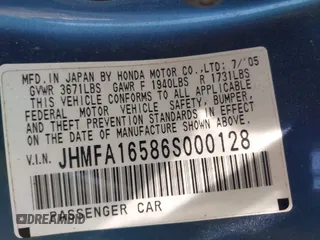 MFD. IN JAPAN BY HONDA MOTOR CO.,LTD: 7/'05
GVWR 3671LBS GAWR F 1940LBS R 1731LBS
THIS VEHICLE CONFORMS TO ALL APPLICABLE
FEDERAL MOTOR VEHICLE SAFETY, BUMPER,
AND THEFT PREVENTION STANDARDS IN
EFFECT ON THE DATE OF
MANUFACTURE SHOWN ABOVE.
V.I.N. JHMFA16586S000128
PASSENGER CAR
DREAMBID